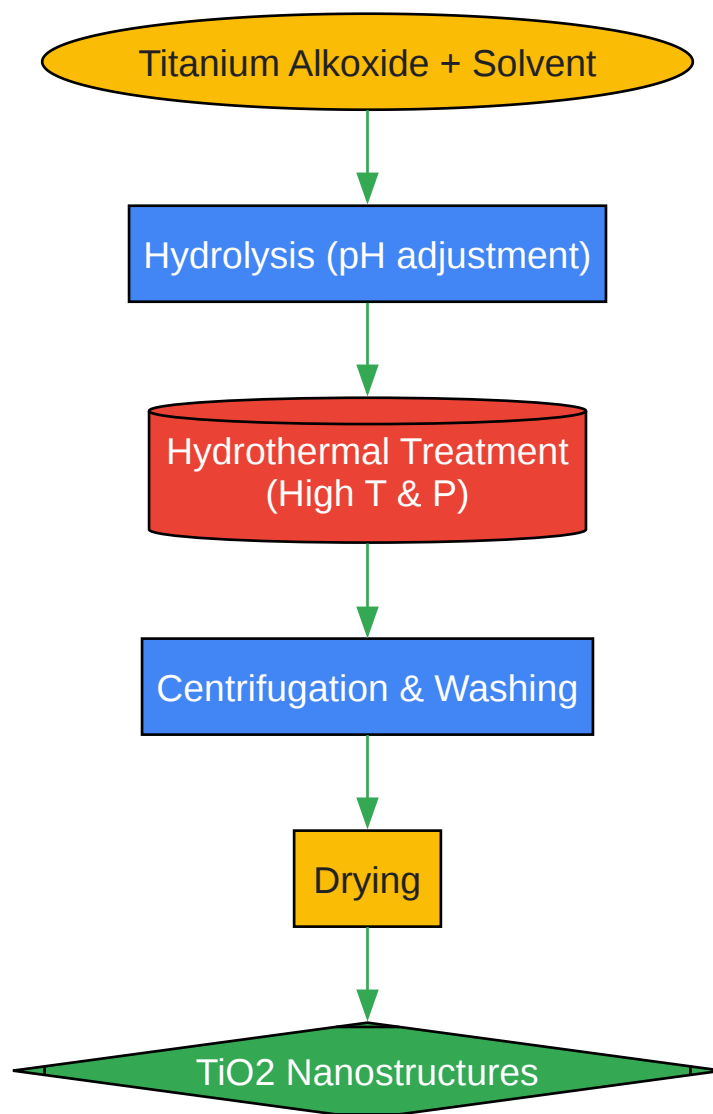 Titanium Alkoxide + Solvent
Hydrolysis (pH adjustment)
Hydrothermal Treatment
(High T & P)
Centrifugation & Washing
Drying
TiO2 Nanostructures